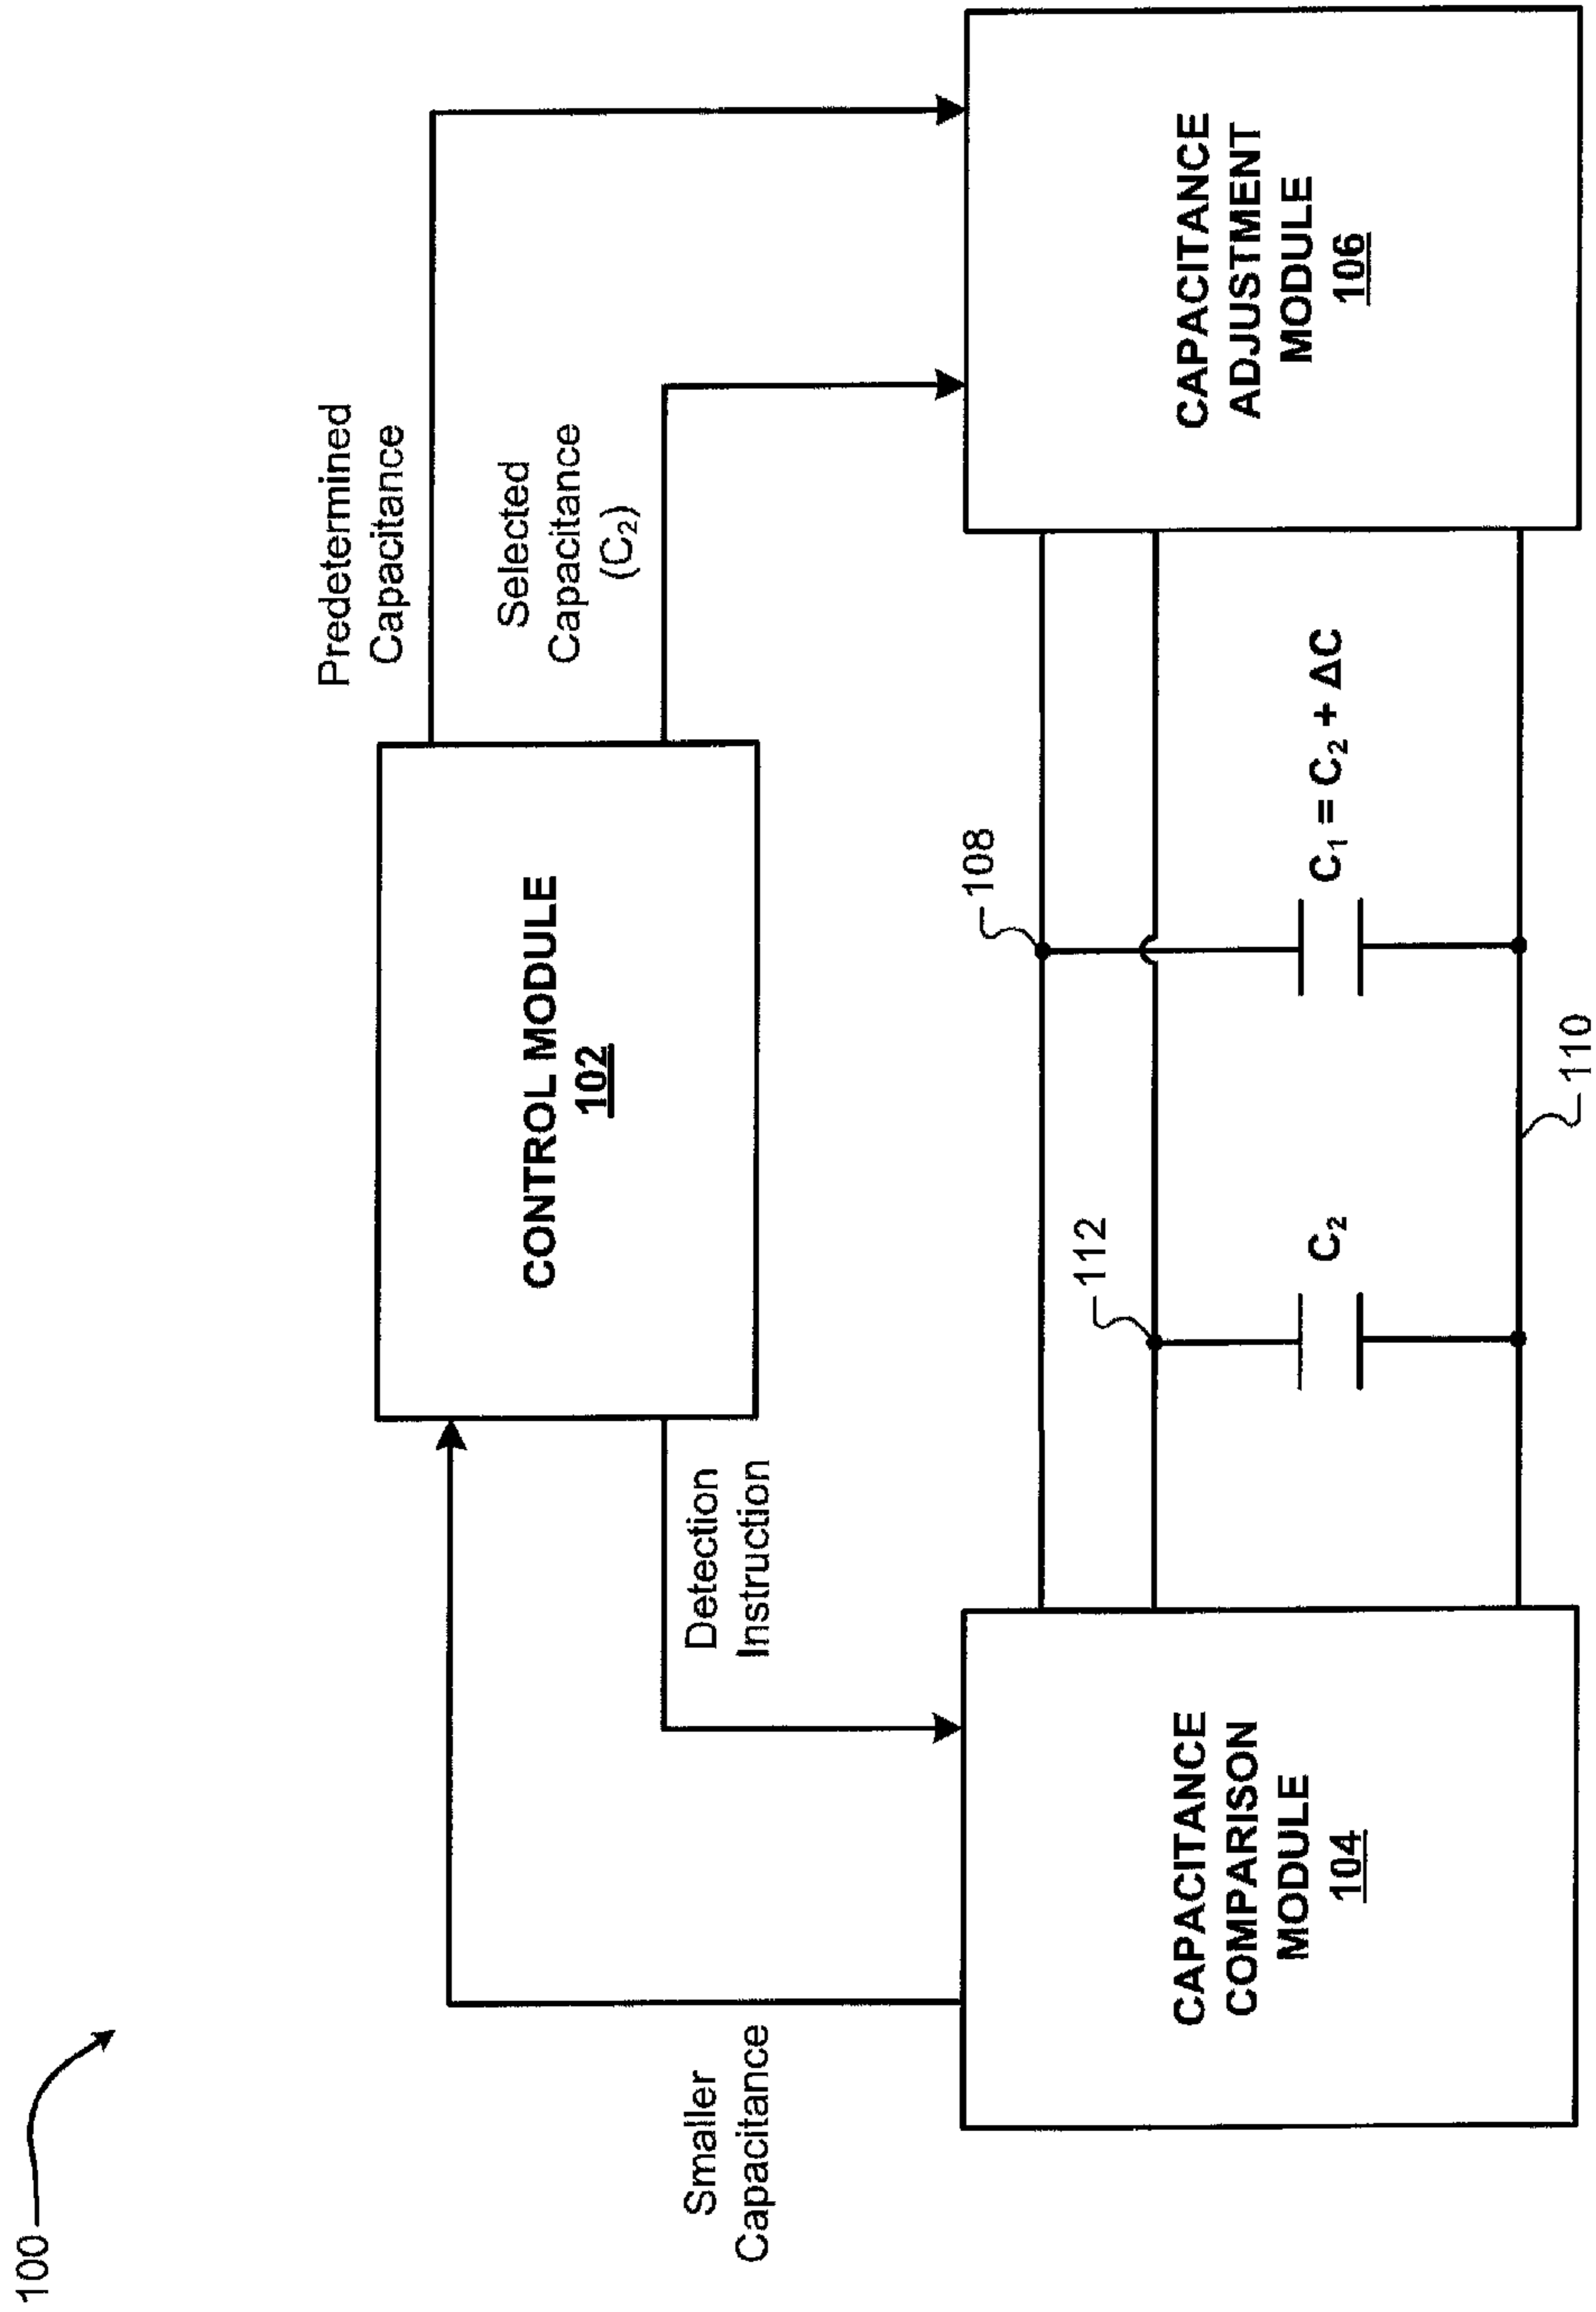 100
Predetermined
Capacitance
Selected
Capacitance
(C₂)
CONTROL MODULE
102
Smaller
Capacitance
Detection
Instruction
108
112
CAPACITANCE
COMPARISON
MODULE
104
C₂
C₁ = C₂ + ΔC
CAPACITANCE
ADJUSTMENT
MODULE
106
110